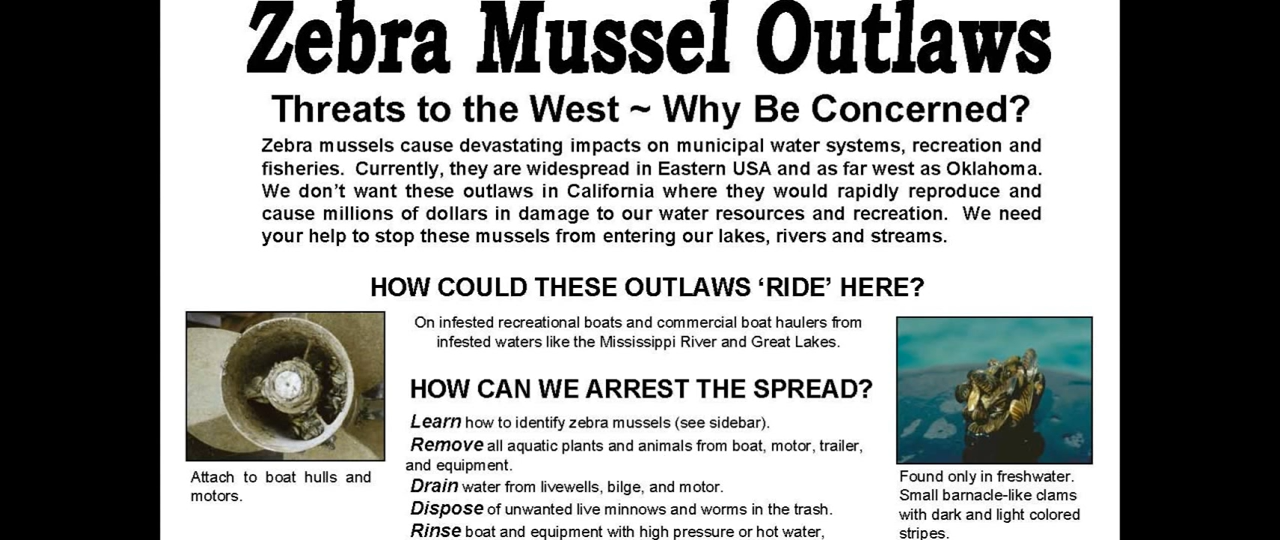 Zebra Mussel Outlaws
Threats to the West ~ Why Be Concerned?
Zebra mussels cause devastating impacts on municipal water systems, recreation and
fisheries. Currently, they are widespread in Eastern USA and as far west as Oklahoma.
We don’t want these outlaws in California where they would rapidly reproduce and
cause millions of dollars in damage to our water resources and recreation. We need
your help to stop these mussels from entering our lakes, rivers and streams.
HOW COULD THESE OUTLAWS ‘RIDE’ HERE?
On infested recreational boats and commercial boat haulers from
infested waters like the Mississippi River and Great Lakes.
HOW CAN WE ARREST THE SPREAD?
Learn how to identify zebra mussels (see sidebar).
Remove all aquatic plants and animals from boat, motor, trailer,
and equipment.
Drain water from livewells, bilge, and motor.
Dispose of unwanted live minnows and worms in the trash.
Rinse boat and equipment with high pressure or hot water,
Attach to boat hulls and
motors.
Found only in freshwater.
Small barnacle-like clams
with dark and light colored
stripes.